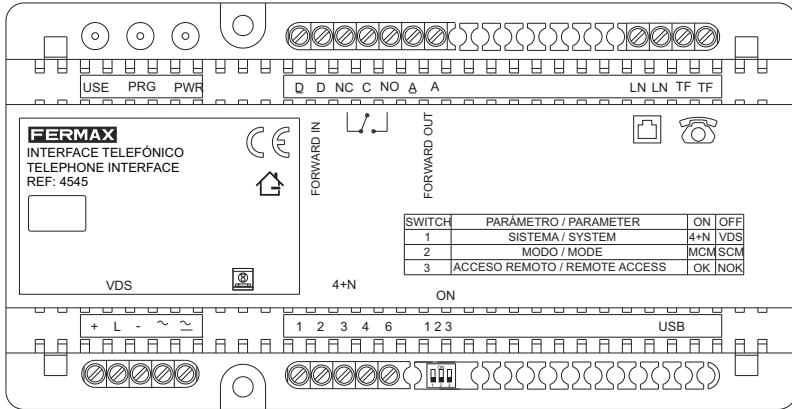 USE PRG PWR
D D NC C NO A A
LN LN TF TF
FERMAX
INTERFACE TELEFÓNICO
TELEPHONE INTERFACE
REF: 4545
CE
FORWARD IN
FORWARD OUT
SWITCH PARÁMETRO / PARAMETER ON OFF
1 SISTEMA / SYSTEM 4+N VDS
2 MODO / MODE MCM SCM
3 ACCESO REMOTO / REMOTE ACCESS OK NOK
VDS
4+N
ON
+ L - ~ ~
1 2 3 4 6
1 2 3
USB